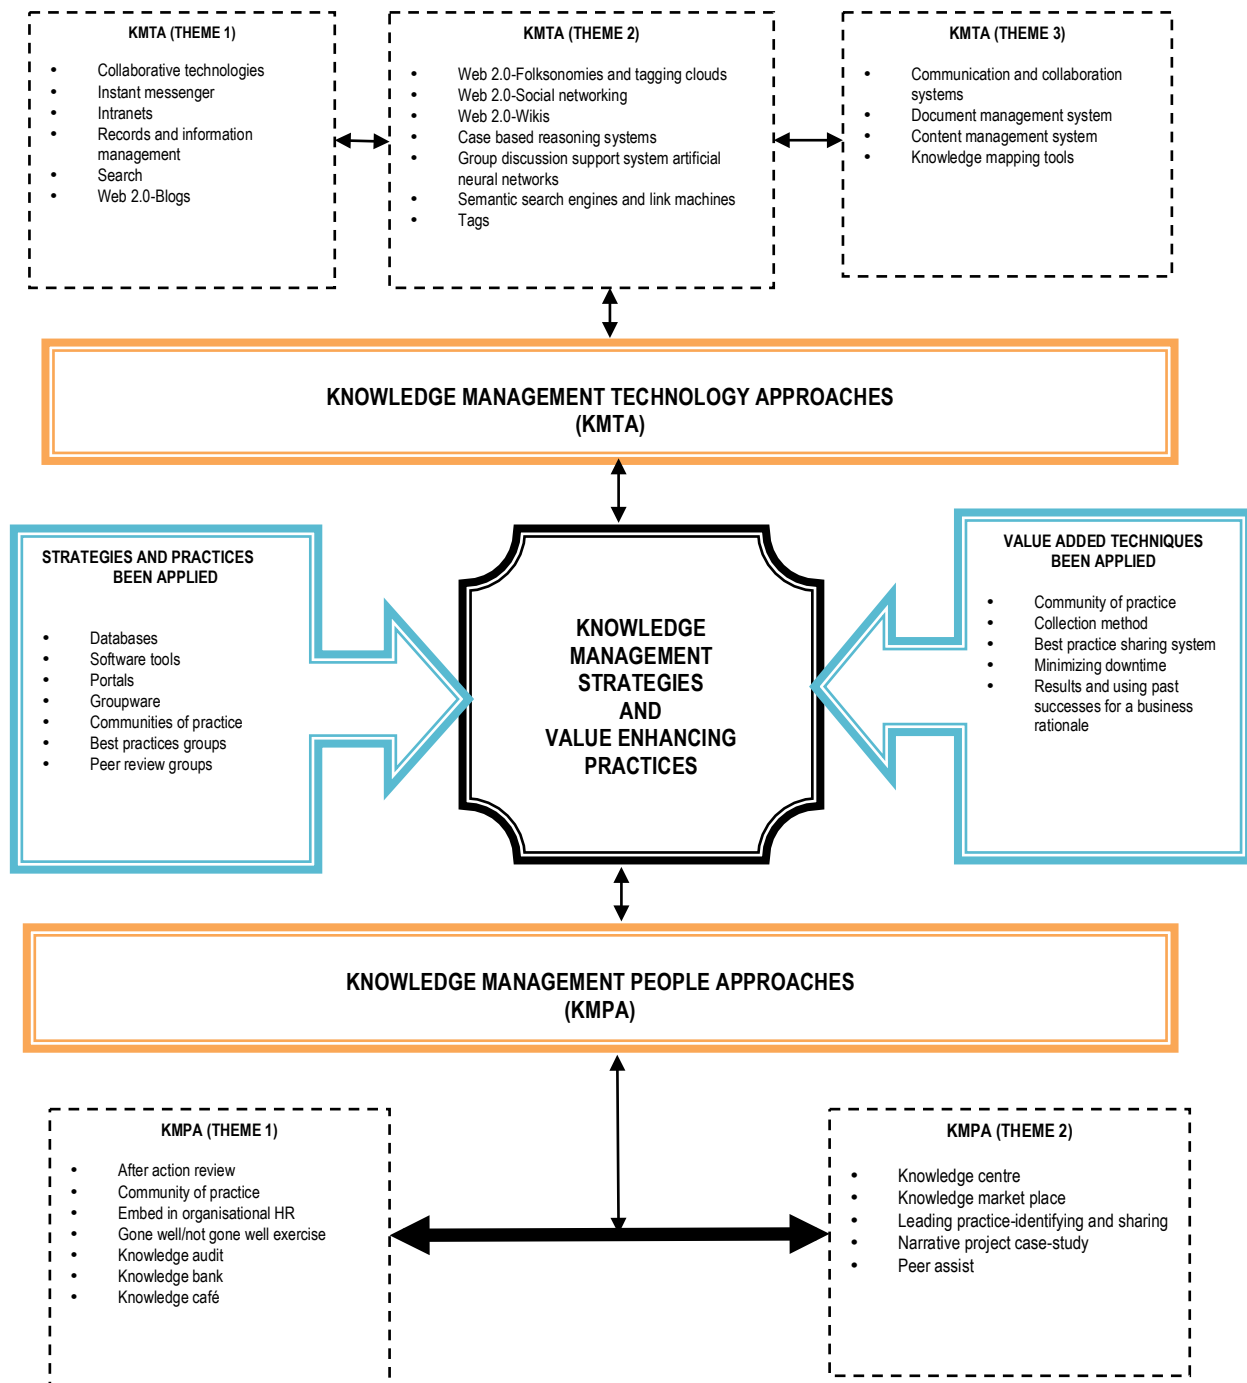 KMTA (THEME 1)
• Collaborative technologies
• Instant messenger
• Intranets
• Records and information
management
• Search
• Web 2.0-Blogs
KMTA (THEME 2)
• Web 2.0-Folksonomies and tagging clouds
• Web 2.0-Social networking
• Web 2.0-Wikis
• Case based reasoning systems
• Group discussion support system artificial
neural networks
• Semantic search engines and link machines
• Tags
KMTA (THEME 3)
• Communication and collaboration
systems
• Document management system
• Content management system
• Knowledge mapping tools
KNOWLEDGE MANAGEMENT TECHNOLOGY APPROACHES
(KMTA)
STRATEGIES AND PRACTICES
BEEN APPLIED
• Databases
• Software tools
• Portals
• Groupware
• Communities of practice
• Best practices groups
• Peer review groups
KNOWLEDGE
MANAGEMENT
STRATEGIES
AND
VALUE ENHANCING
PRACTICES
VALUE ADDED TECHNIQUES
BEEN APPLIED
• Community of practice
• Collection method
• Best practice sharing system
• Minimizing downtime
• Results and using past
successes for a business
rationale
KNOWLEDGE MANAGEMENT PEOPLE APPROACHES
(KMPA)
KMPA (THEME 1)
• After action review
• Community of practice
• Embed in organisational HR
• Gone well/not gone well exercise
• Knowledge audit
• Knowledge bank
• Knowledge café
KMPA (THEME 2)
• Knowledge centre
• Knowledge market place
• Leading practice-identifying and sharing
• Narrative project case-study
• Peer assist